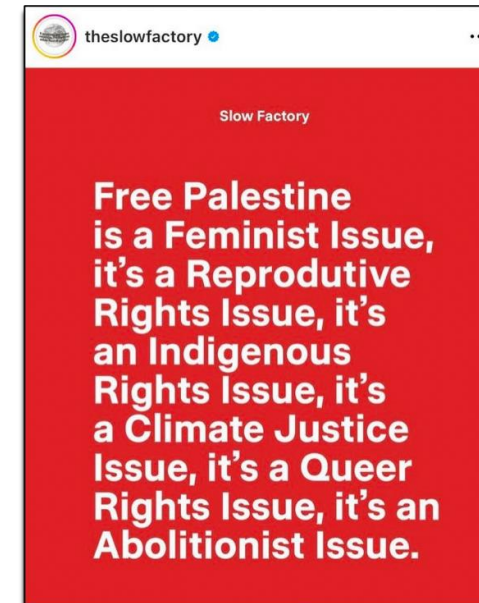 theslowfactory
Slow Factory
Free Palestine
is a Feminist Issue,
it's a Reprodutive
Rights Issue, it's
an Indigenous
Rights Issue, it's
a Climate Justice
Issue, it's a Queer
Rights Issue, it's an
Abolitionist Issue.